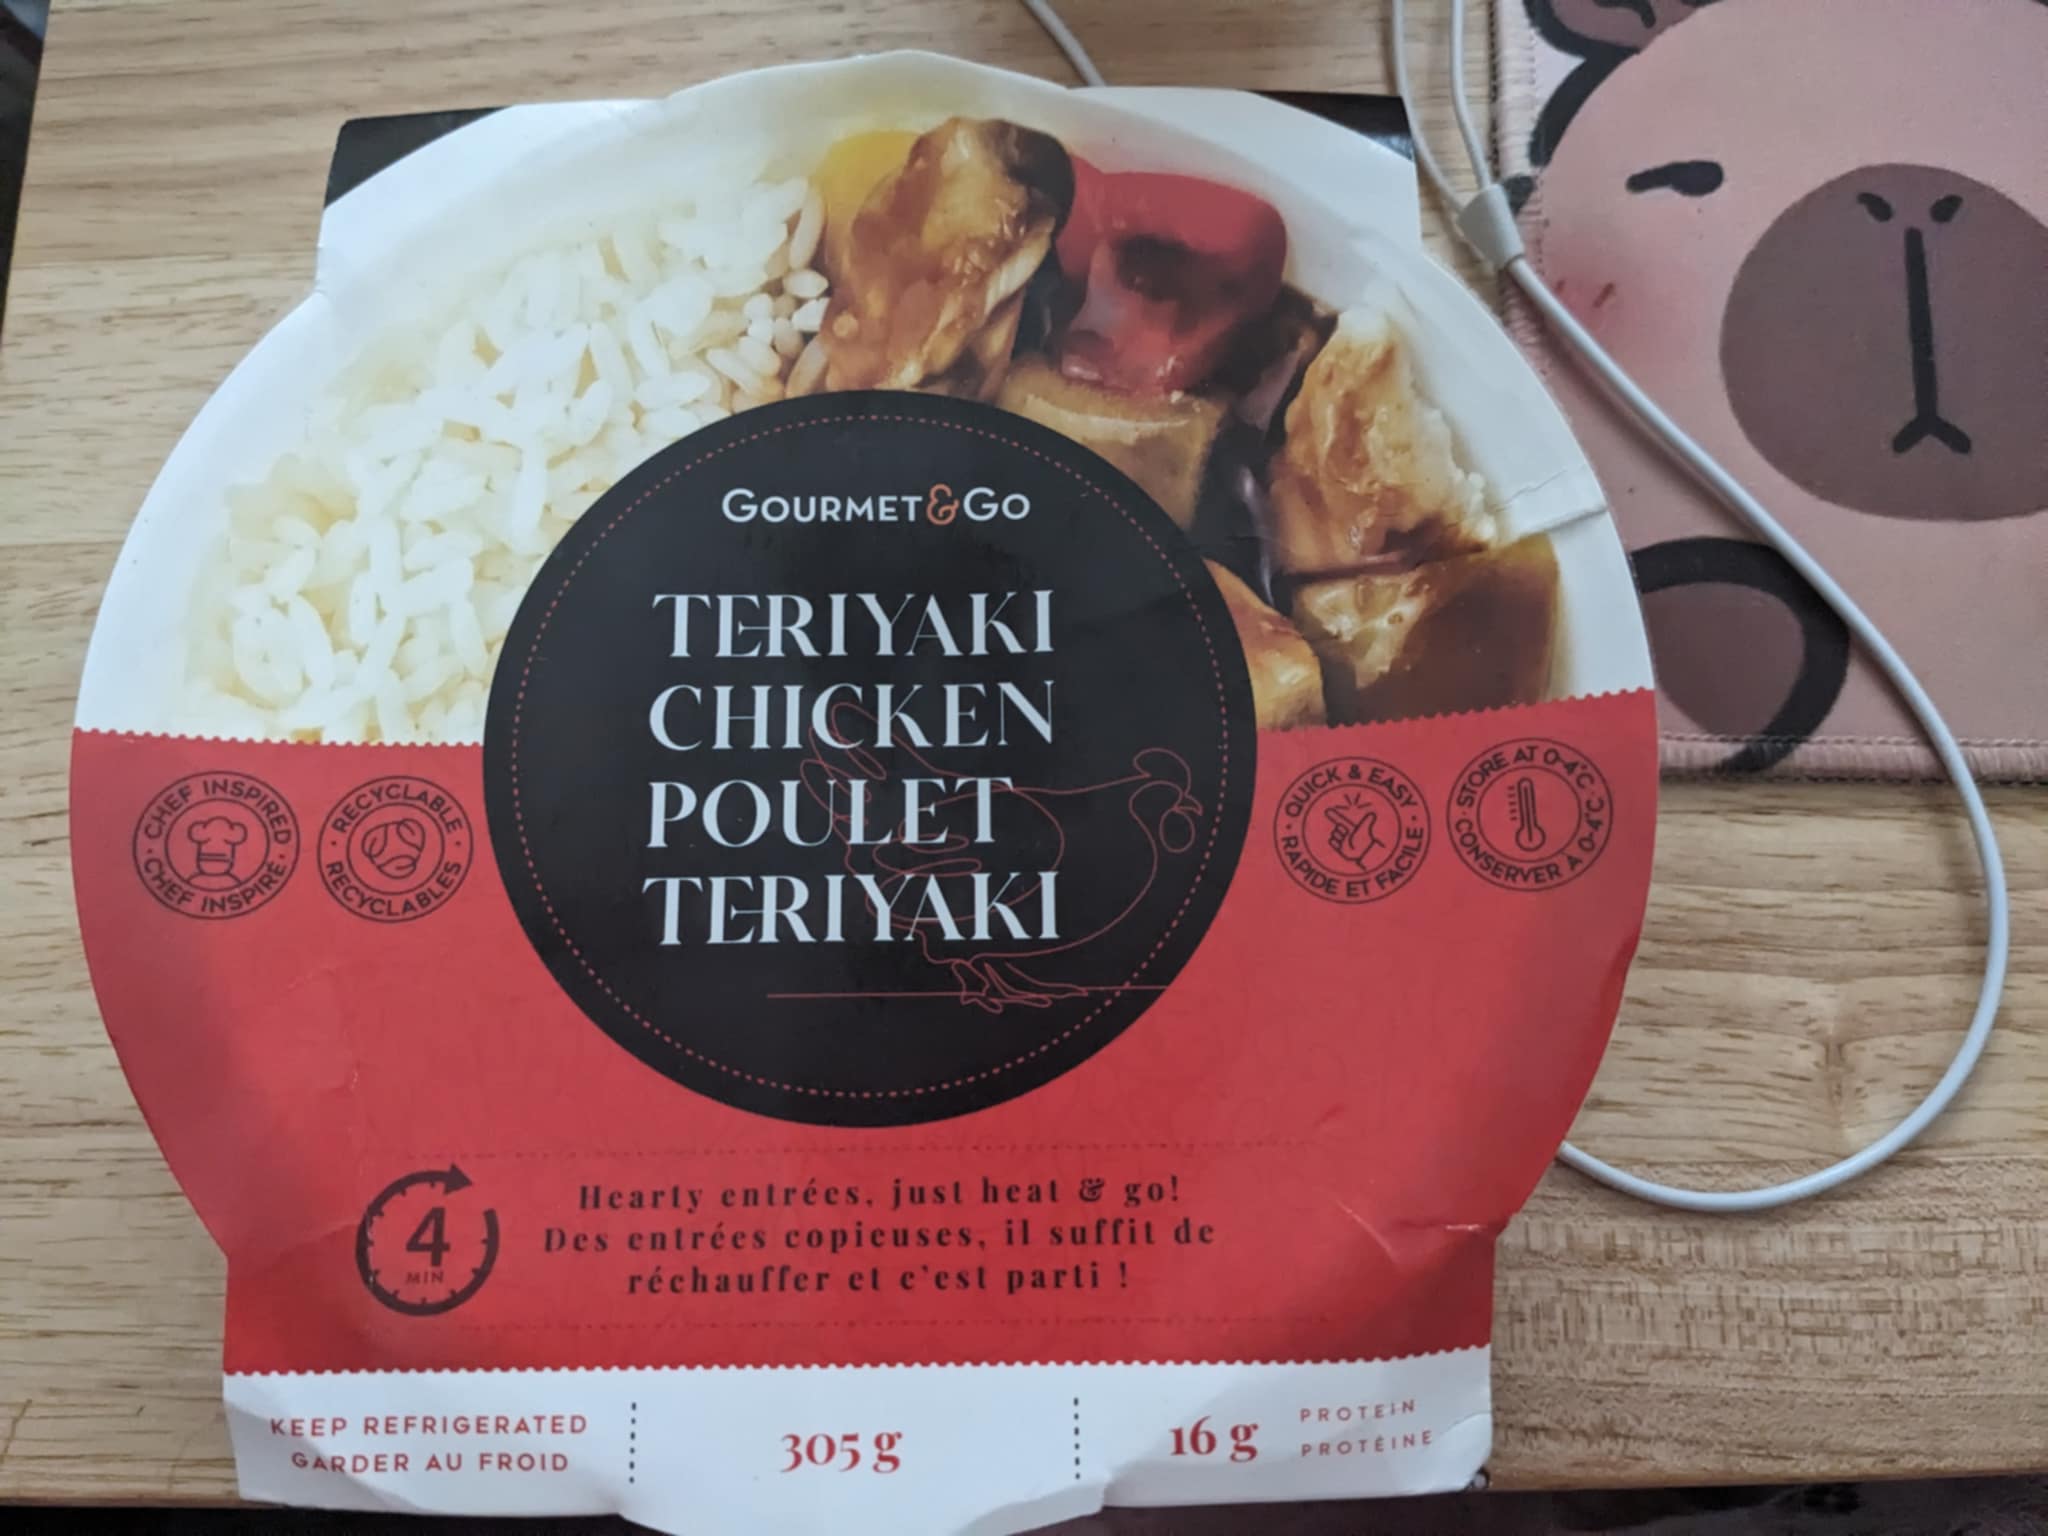 GOURMET&GO
TERIYAKI
CHICKEN
POULET
TERIYAKI
CHEF INSPIRED
CHEF INSPIRÉ
RECYCLABLE
RECYCLABLES
QUICK & EASY
RAPIDE ET FACILE
STORE AT 0-4°C
CONSERVER À 0-4°C
4
MIN
Hearty entrées, just heat & go!
Des entrées copieuses, il suffit de
réchauffer et c'est parti !
KEEP REFRIGERATED
GARDER AU FROID
305 g
16 g
PROTEIN
PROTÉINE